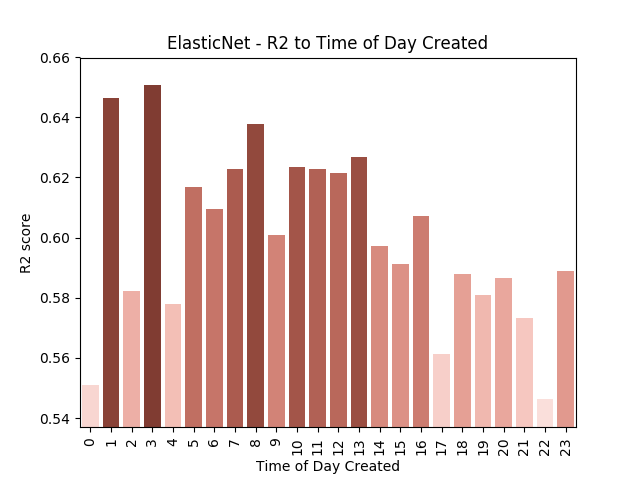 ElasticNet - R2 to Time of Day Created
R2 score
0.66
0.64
0.62
0.60
0.58
0.56
0.54
0 1 2 3 4 5 6 7 8 9 10 11 12 13 14 15 16 17 18 19 20 21 22 23
Time of Day Created